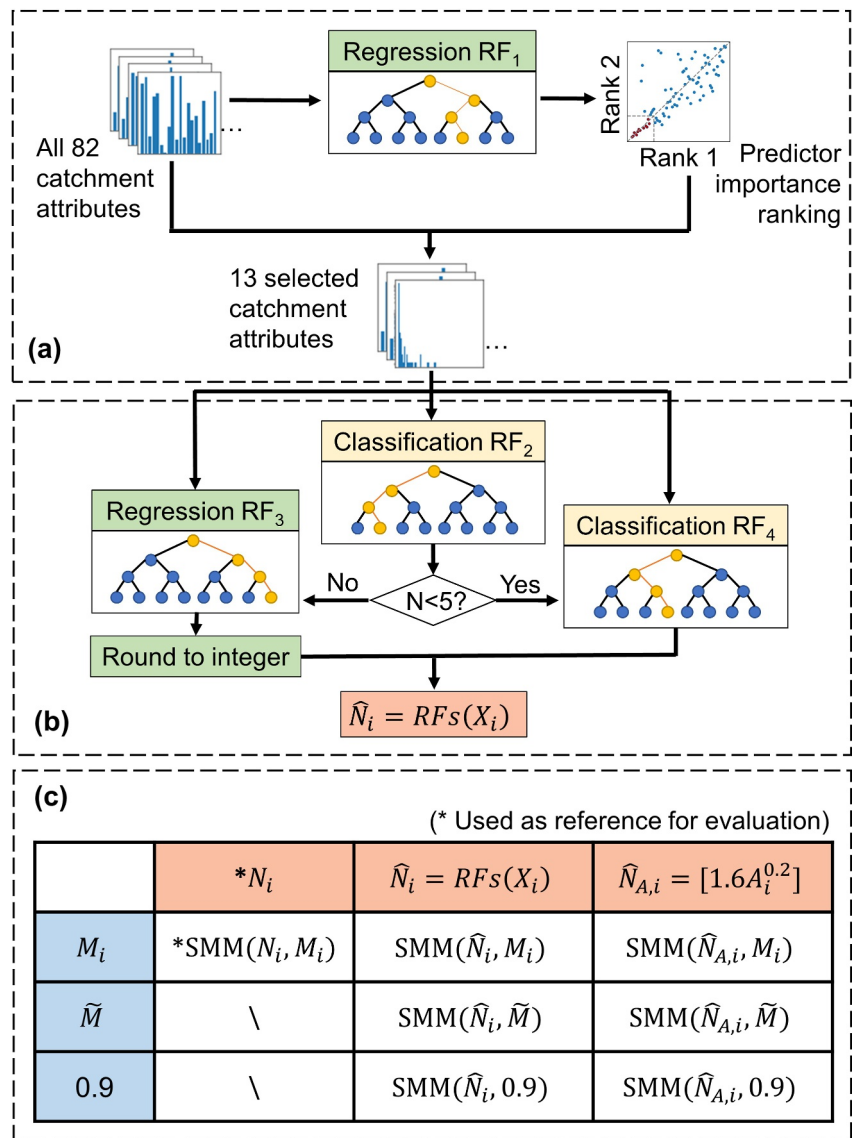 Regression RF₁
...
All 82
catchment
attributes
Rank 2
Rank 1
Predictor
importance
ranking
13 selected
catchment
attributes
...
(a)
Classification RF₂
Regression RF₃
Classification RF₄
No
N<5?
Yes
Round to integer
N̂ᵢ = RFs(Xᵢ)
(b)
(c)
(* Used as reference for evaluation)
*Nᵢ
N̂ᵢ = RFs(Xᵢ)
N̂_{A,i} = [1.6Aᵢ^{0.2}]
Mᵢ
*SMM(Nᵢ, Mᵢ)
SMM(N̂ᵢ, Mᵢ)
SMM(N̂_{A,i}, Mᵢ)
M̃
\
SMM(N̂ᵢ, M̃)
SMM(N̂_{A,i}, M̃)
0.9
\
SMM(N̂ᵢ, 0.9)
SMM(N̂_{A,i}, 0.9)